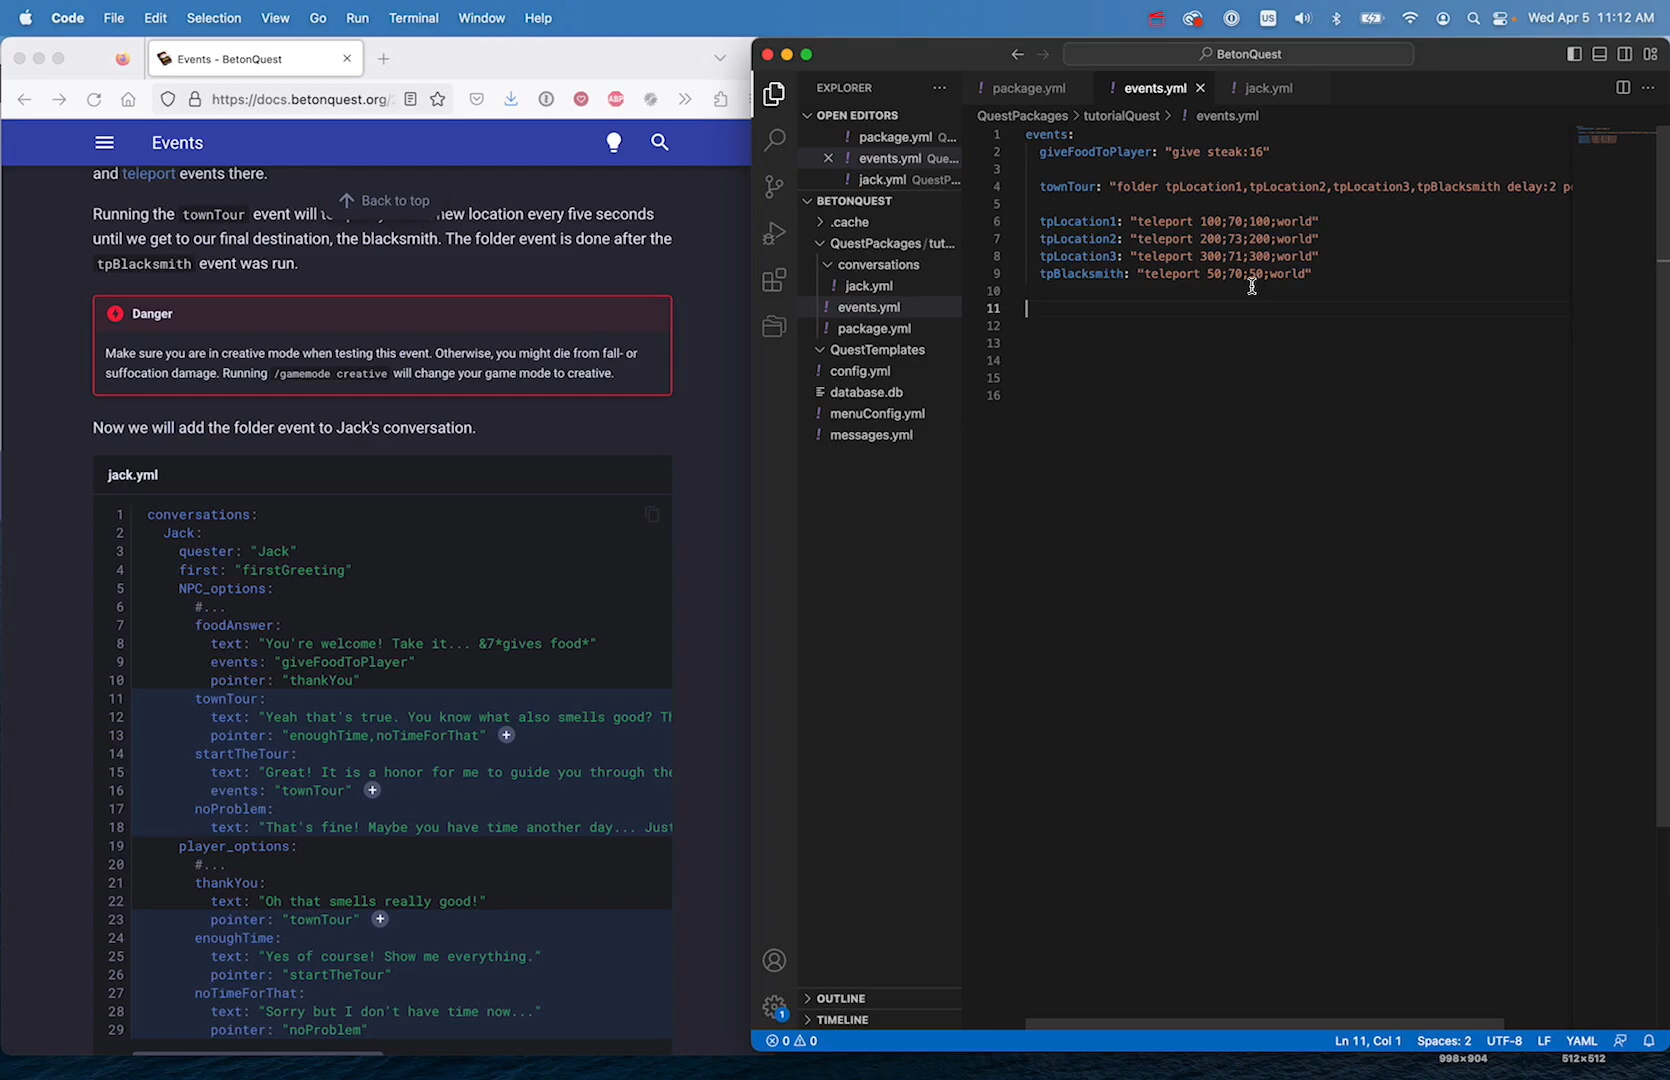 Code File Edit Selection View Go Run Terminal Window Help
US Wed Apr 5 11:12 AM
Events - BetonQuest
https://docs.betonquest.org/
ABP
Events
and teleport events there.
Back to top
Running the townTour event will new location every five seconds
until we get to our final destination, the blacksmith. The folder event is done after the
tpBlacksmith event was run.
Danger
Make sure you are in creative mode when testing this event. Otherwise, you might die from fall- or
suffocation damage. Running /gamemode creative will change your game mode to creative.
Now we will add the folder event to Jack's conversation.
jack.yml
1 conversations:
2 Jack:
3 quester: "Jack"
4 first: "firstGreeting"
5 NPC_options:
6 #...
7 foodAnswer:
8 text: "You're welcome! Take it... &7*gives food*"
9 events: "giveFoodToPlayer"
10 pointer: "thankYou"
11 townTour:
12 text: "Yeah that's true. You know what also smells good? Th
13 pointer: "enoughTime,noTimeForThat"
14 startTheTour:
15 text: "Great! It is a honor for me to guide you through the
16 events: "townTour"
17 noProblem:
18 text: "That's fine! Maybe you have time another day... Just
19 player_options:
20 #...
21 thankYou:
22 text: "Oh that smells really good!"
23 pointer: "townTour"
24 enoughTime:
25 text: "Yes of course! Show me everything."
26 pointer: "startTheTour"
27 noTimeForThat:
28 text: "Sorry but I don't have time now..."
29 pointer: "noProblem"
BetonQuest
EXPLORER
OPEN EDITORS
! package.yml Q...
! events.yml Que...
! jack.yml QuestP...
BETONQUEST
.cache
QuestPackages / tut...
conversations
! jack.yml
! events.yml
! package.yml
QuestTemplates
! config.yml
database.db
! menuConfig.yml
! messages.yml
OUTLINE
TIMELINE
1
! package.yml ! events.yml ! jack.yml
QuestPackages > tutorialQuest > ! events.yml
1 events:
2 giveFoodToPlayer: "give steak:16"
3
4 townTour: "folder tpLocation1,tpLocation2,tpLocation3,tpBlacksmith delay:2 pe
5
6 tpLocation1: "teleport 100;70;100;world"
7 tpLocation2: "teleport 200;73;200;world"
8 tpLocation3: "teleport 300;71;300;world"
9 tpBlacksmith: "teleport 50;70;50;world"
10
11
12
13
14
15
16
0 0
Ln 11, Col 1 Spaces: 2 UTF-8 LF YAML
998×904 512×512